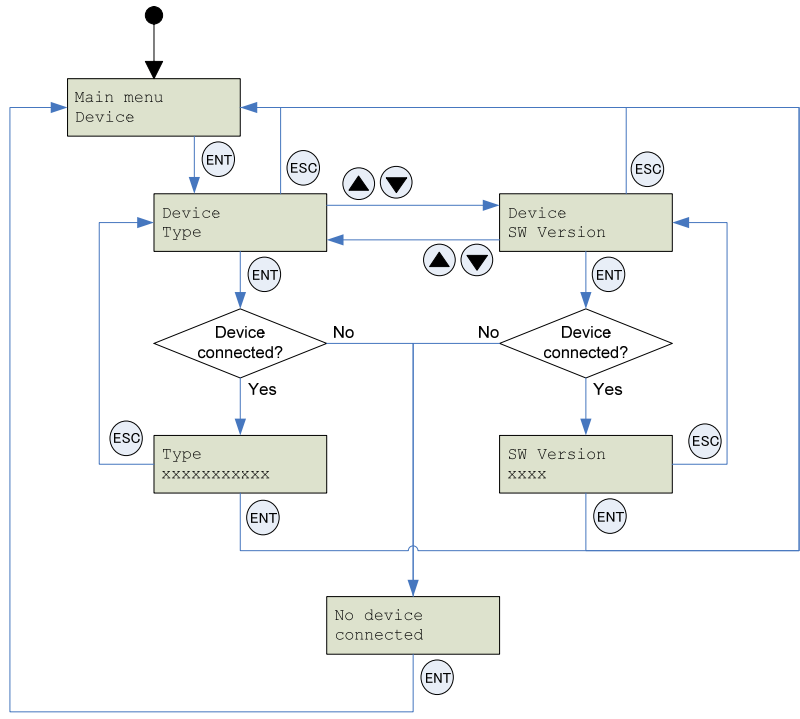 Main menu
Device
ENT
ESC
ESC
Device
Type
Device
SW Version
ENT
ENT
Device
connected?
No
No
Device
connected?
Yes
Yes
ESC
Type
xxxxxxxxxxx
SW Version
xxxx
ESC
ENT
ENT
No device
connected
ENT